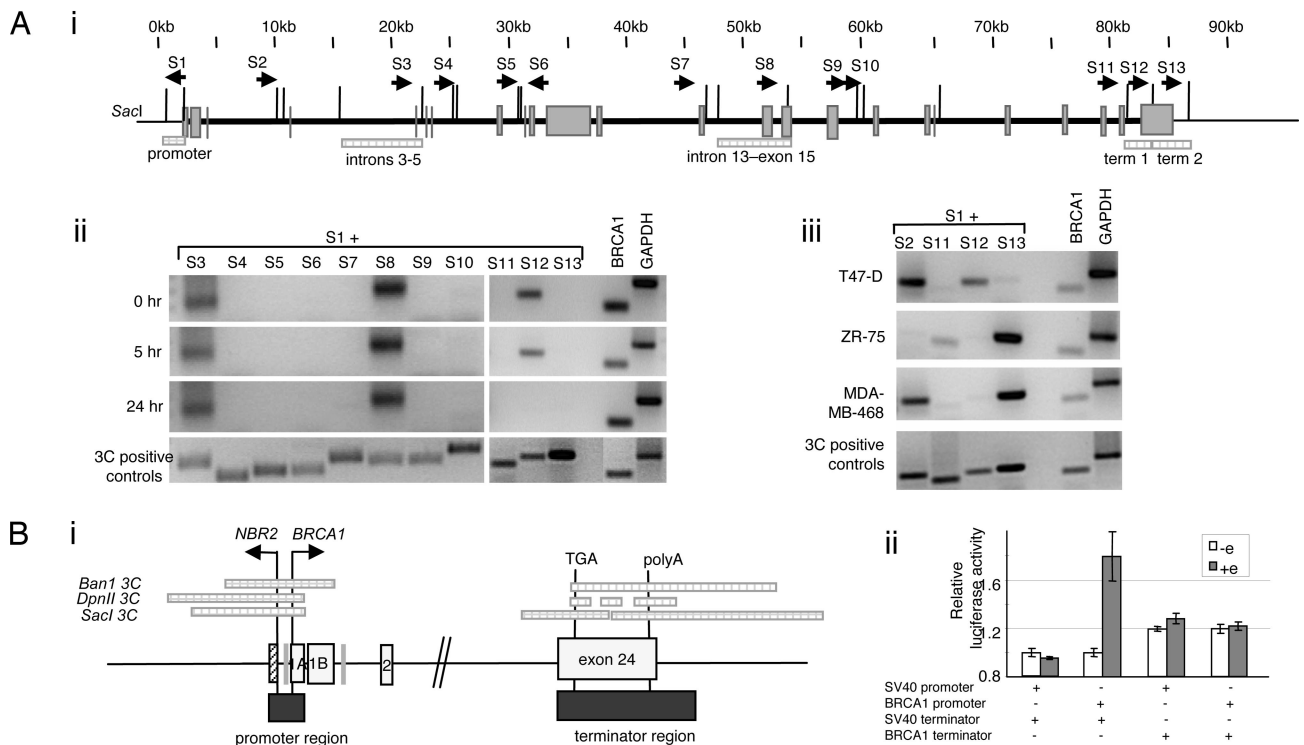 A i
0kb 10kb 20kb 30kb 40kb 50kb 60kb 70kb 80kb 90kb
S1 S2 S3 S4 S5 S6 S7 S8 S9 S10 S11 S12 S13
SacI
promoter introns 3-5 intron 13–exon 15 term 1 term 2
ii
S1 +
S3 S4 S5 S6 S7 S8 S9 S10 S11 S12 S13 BRCA1 GAPDH
0 hr
5 hr
24 hr
3C positive
controls
iii
S1 +
S2 S11 S12 S13 BRCA1 GAPDH
T47-D
ZR-75
MDA-
MB-468
3C positive
controls
B i
NBR2 BRCA1
TGA polyA
Ban1 3C
DpnII 3C
SacI 3C
1A 1B 2 exon 24
promoter region terminator region
ii
Relative
luciferase activity
-e
+e
1.6
1.2
0.8
SV40 promoter + - + -
BRCA1 promoter - + - +
SV40 terminator + + - -
BRCA1 terminator - - + +